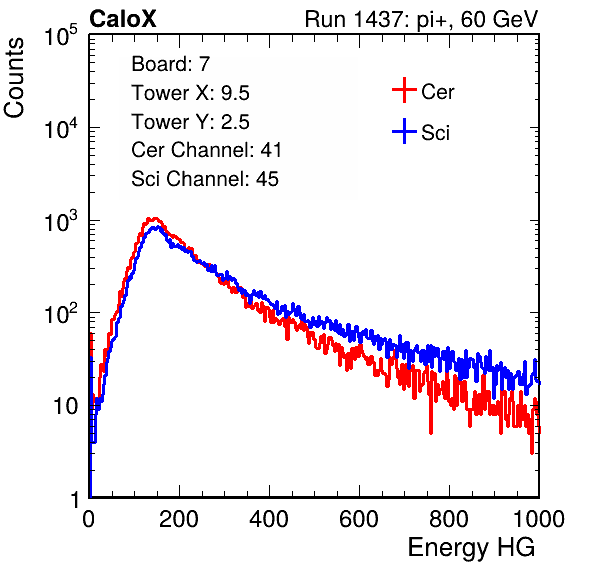 CaloX Run 1437: pi+, 60 GeV
Counts
10^5
10^4
10^3
10^2
10
1
Board: 7
Tower X: 9.5
Tower Y: 2.5
Cer Channel: 41
Sci Channel: 45
Cer
Sci
0 200 400 600 800 1000
Energy HG